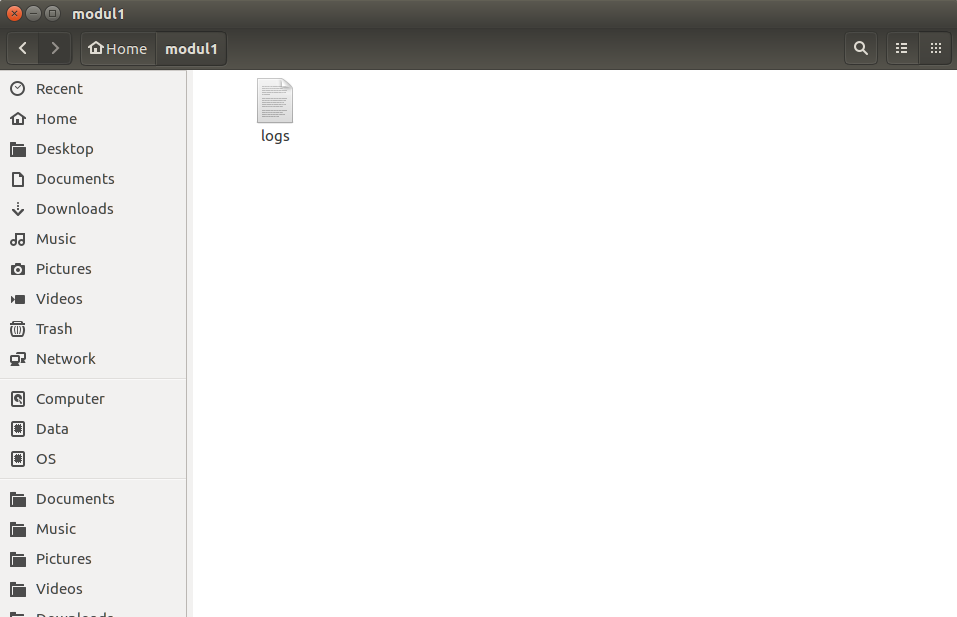 modul1
Home modul1
Recent
Home
Desktop
Documents
Downloads
Music
Pictures
Videos
Trash
Network
Computer
Data
OS
Documents
Music
Pictures
Videos
Downloads
logs